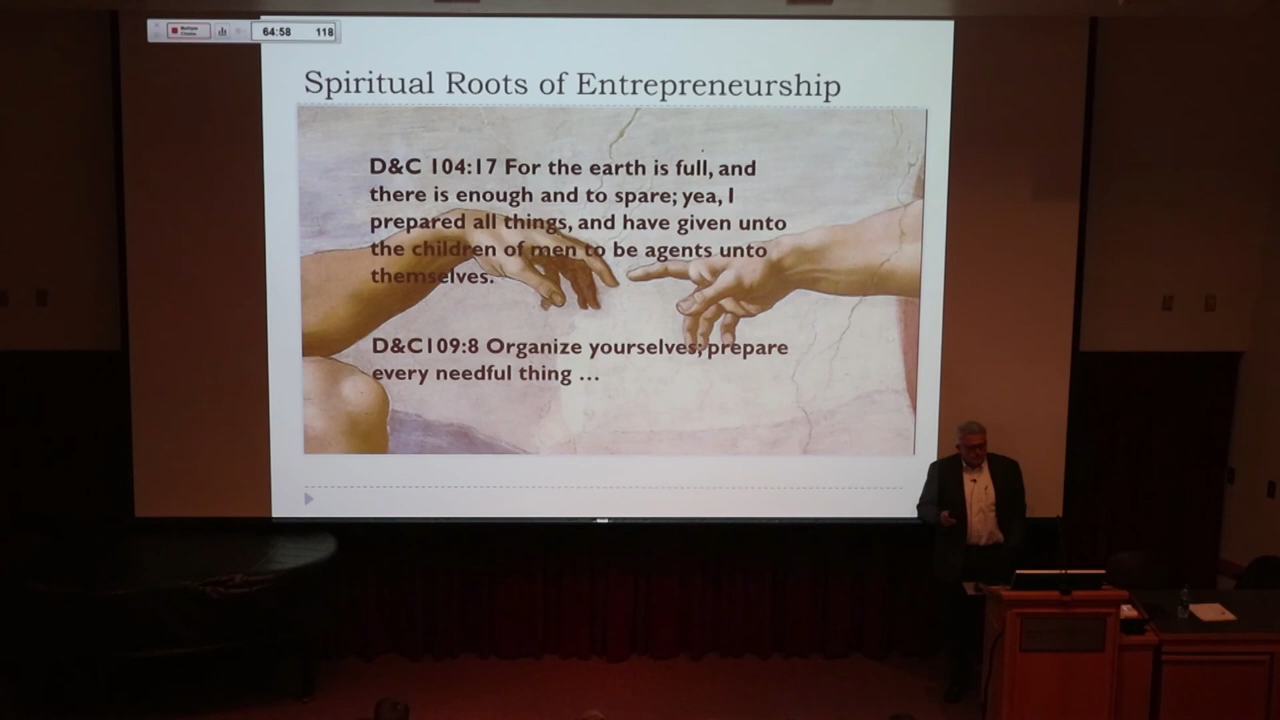 Multiple
Choice
64:58 118
Spiritual Roots of Entrepreneurship
D&C 104:17 For the earth is full, and
there is enough and to spare; yea, I
prepared all things, and have given unto
the children of men to be agents unto
themselves.
D&C109:8 Organize yourselves; prepare
every needful thing …